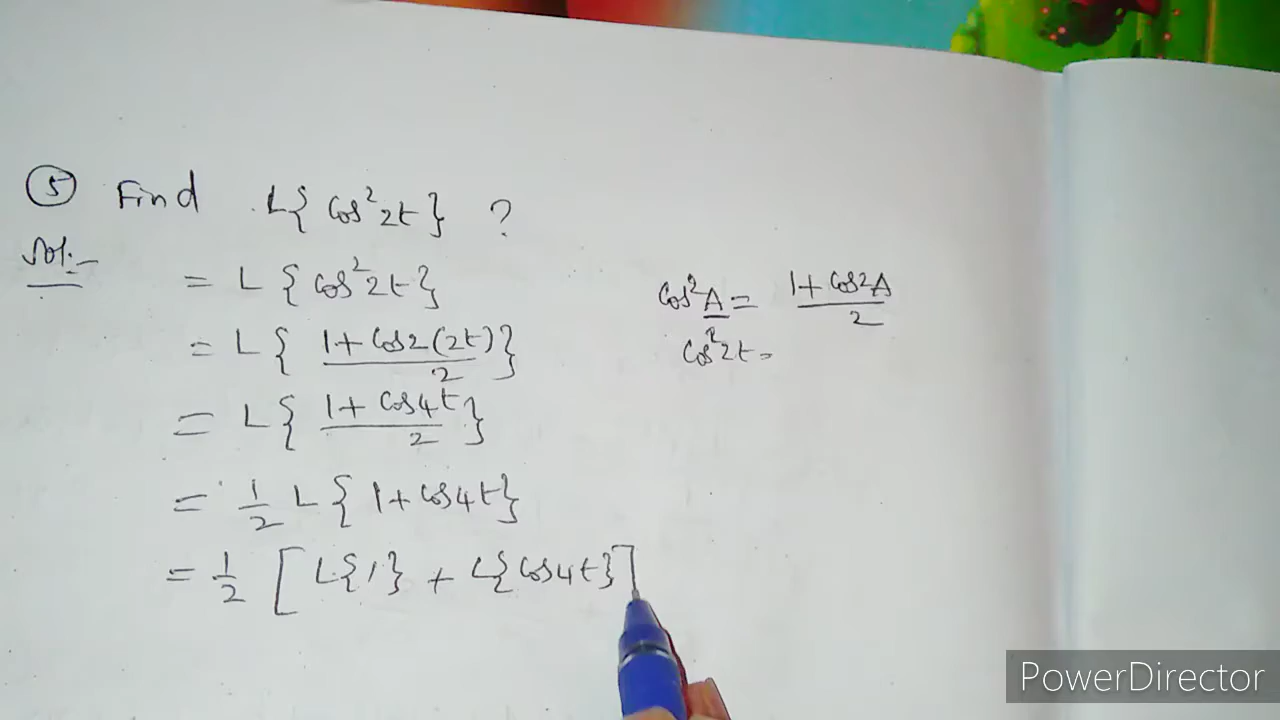 ⑤ Find L{cos²2t} ?
Sol:-
= L{cos²2t}
= L{(1+cos2(2t))/2}
= L{(1+cos4t)/2}
= 1/2 L{1+cos4t}
= 1/2 [L{1} + L{cos4t}]
cos²A = (1+cos2A)/2
cos²2t =
PowerDirector